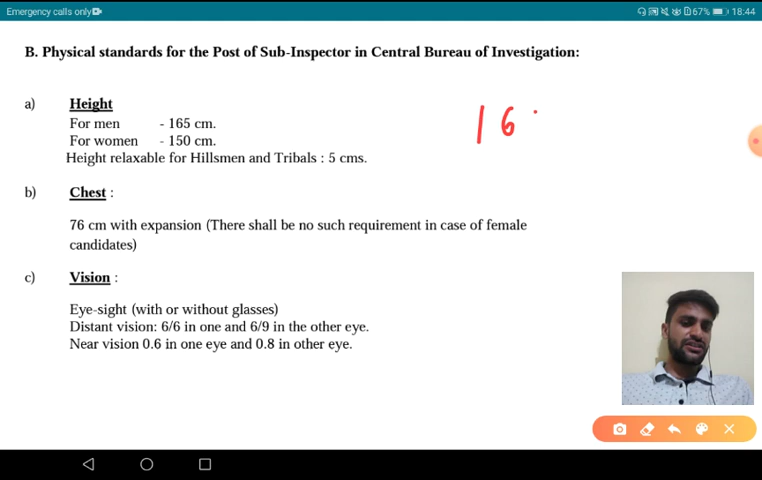 Emergency calls only
67% 18:44
B. Physical standards for the Post of Sub-Inspector in Central Bureau of Investigation:
a) Height
For men - 165 cm.
For women - 150 cm.
Height relaxable for Hillsmen and Tribals : 5 cms.
16
b) Chest :
76 cm with expansion (There shall be no such requirement in case of female
candidates)
c) Vision :
Eye-sight (with or without glasses)
Distant vision: 6/6 in one and 6/9 in the other eye.
Near vision 0.6 in one eye and 0.8 in other eye.